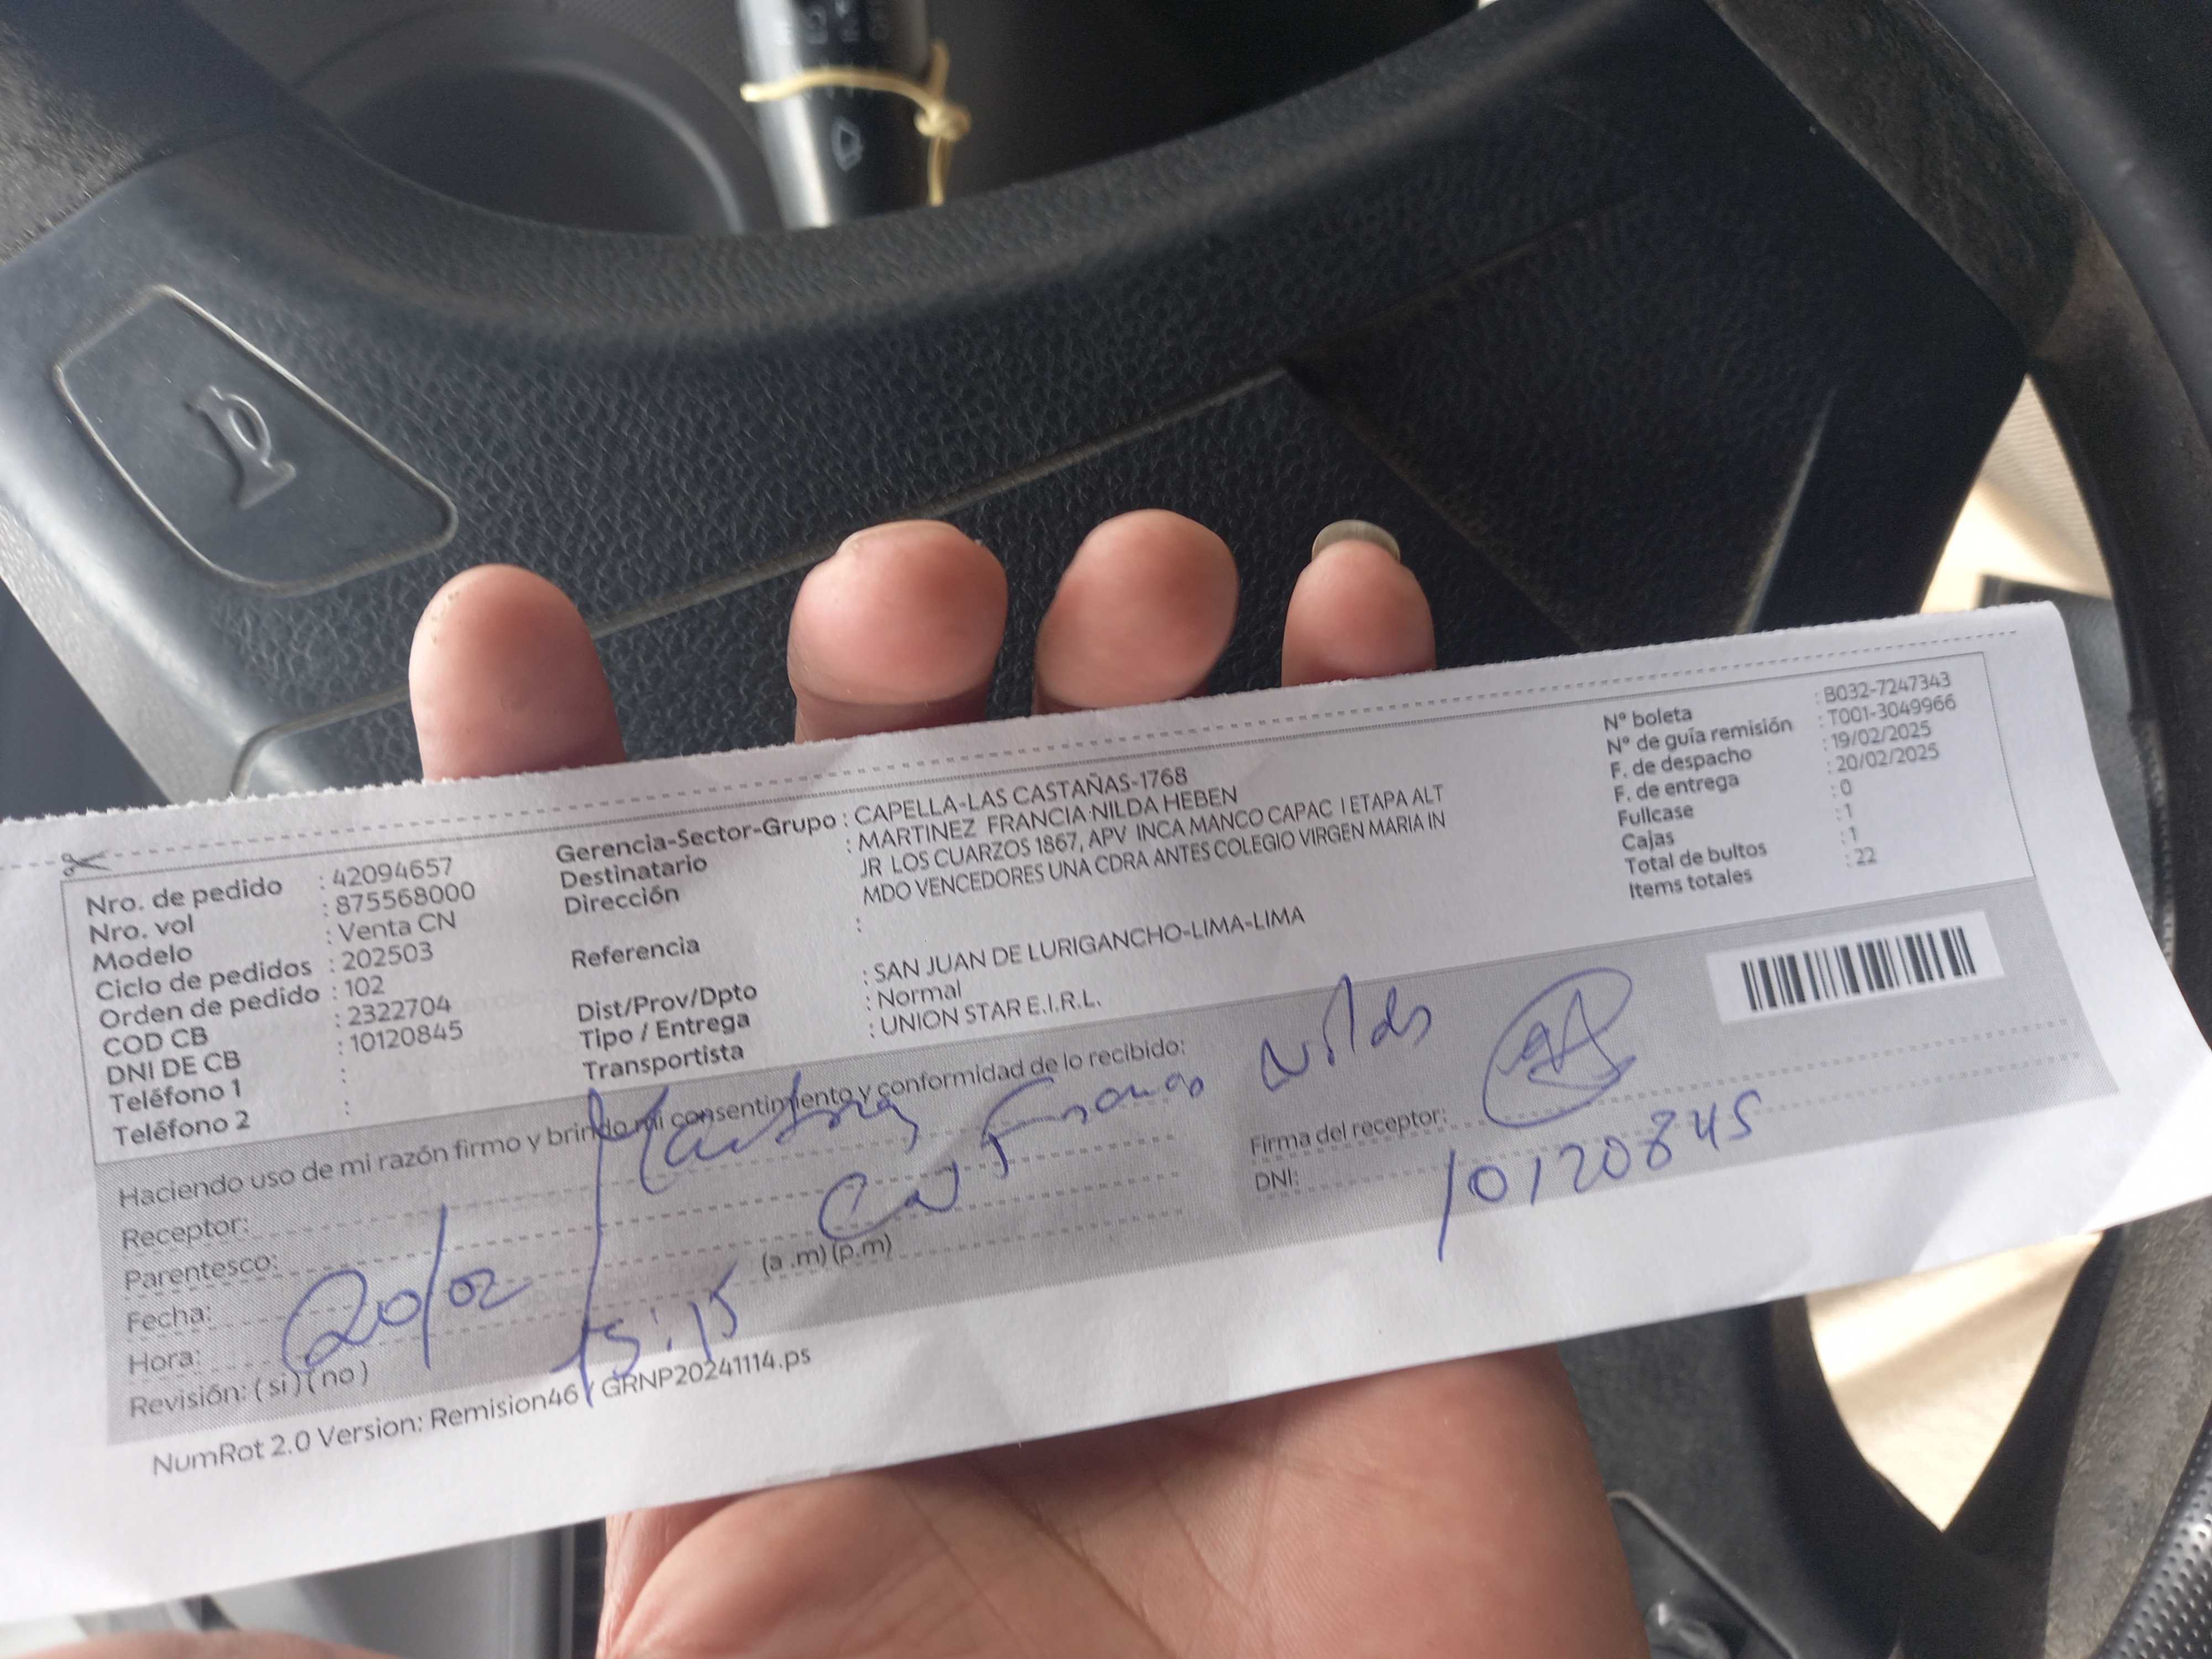 Nro. de pedido : 42094657
Nro. vol : 875568000
Modelo : Venta CN
Ciclo de pedidos : 202503
Orden de pedido : 102
COD CB : 2322704
DNI DE CB : 10120845
Teléfono 1 :
Teléfono 2 :
Gerencia-Sector-Grupo : CAPELLA-LAS CASTAÑAS-1768
Destinatario : MARTINEZ FRANCIA NILDA HEBEN
Dirección JR LOS CUARZOS 1867, APV INCA MANCO CAPAC I ETAPA ALT
MDO VENCEDORES UNA CDRA ANTES COLEGIO VIRGEN MARIA IN
Referencia :
Dist/Prov/Dpto : SAN JUAN DE LURIGANCHO-LIMA-LIMA
Tipo / Entrega : Normal
Transportista : UNION STAR E.I.R.L.
N° boleta : B032-7247343
N° de guía remisión : T001-3049966
F. de despacho : 19/02/2025
F. de entrega : 20/02/2025
Fullcase : 0
Cajas : 1
Total de bultos : 1
Items totales : 22
Haciendo uso de mi razón firmo y brindo mi consentimiento y conformidad de lo recibido:
Receptor: Nilda
Parentesco:
Fecha: 20/02
Hora: 15:15 (a .m) (p.m)
Revisión: ( si ) ( no )
Firma del receptor:
DNI: 10120845
NumRot 2.0 Version: Remision46 / GRNP20241114.ps